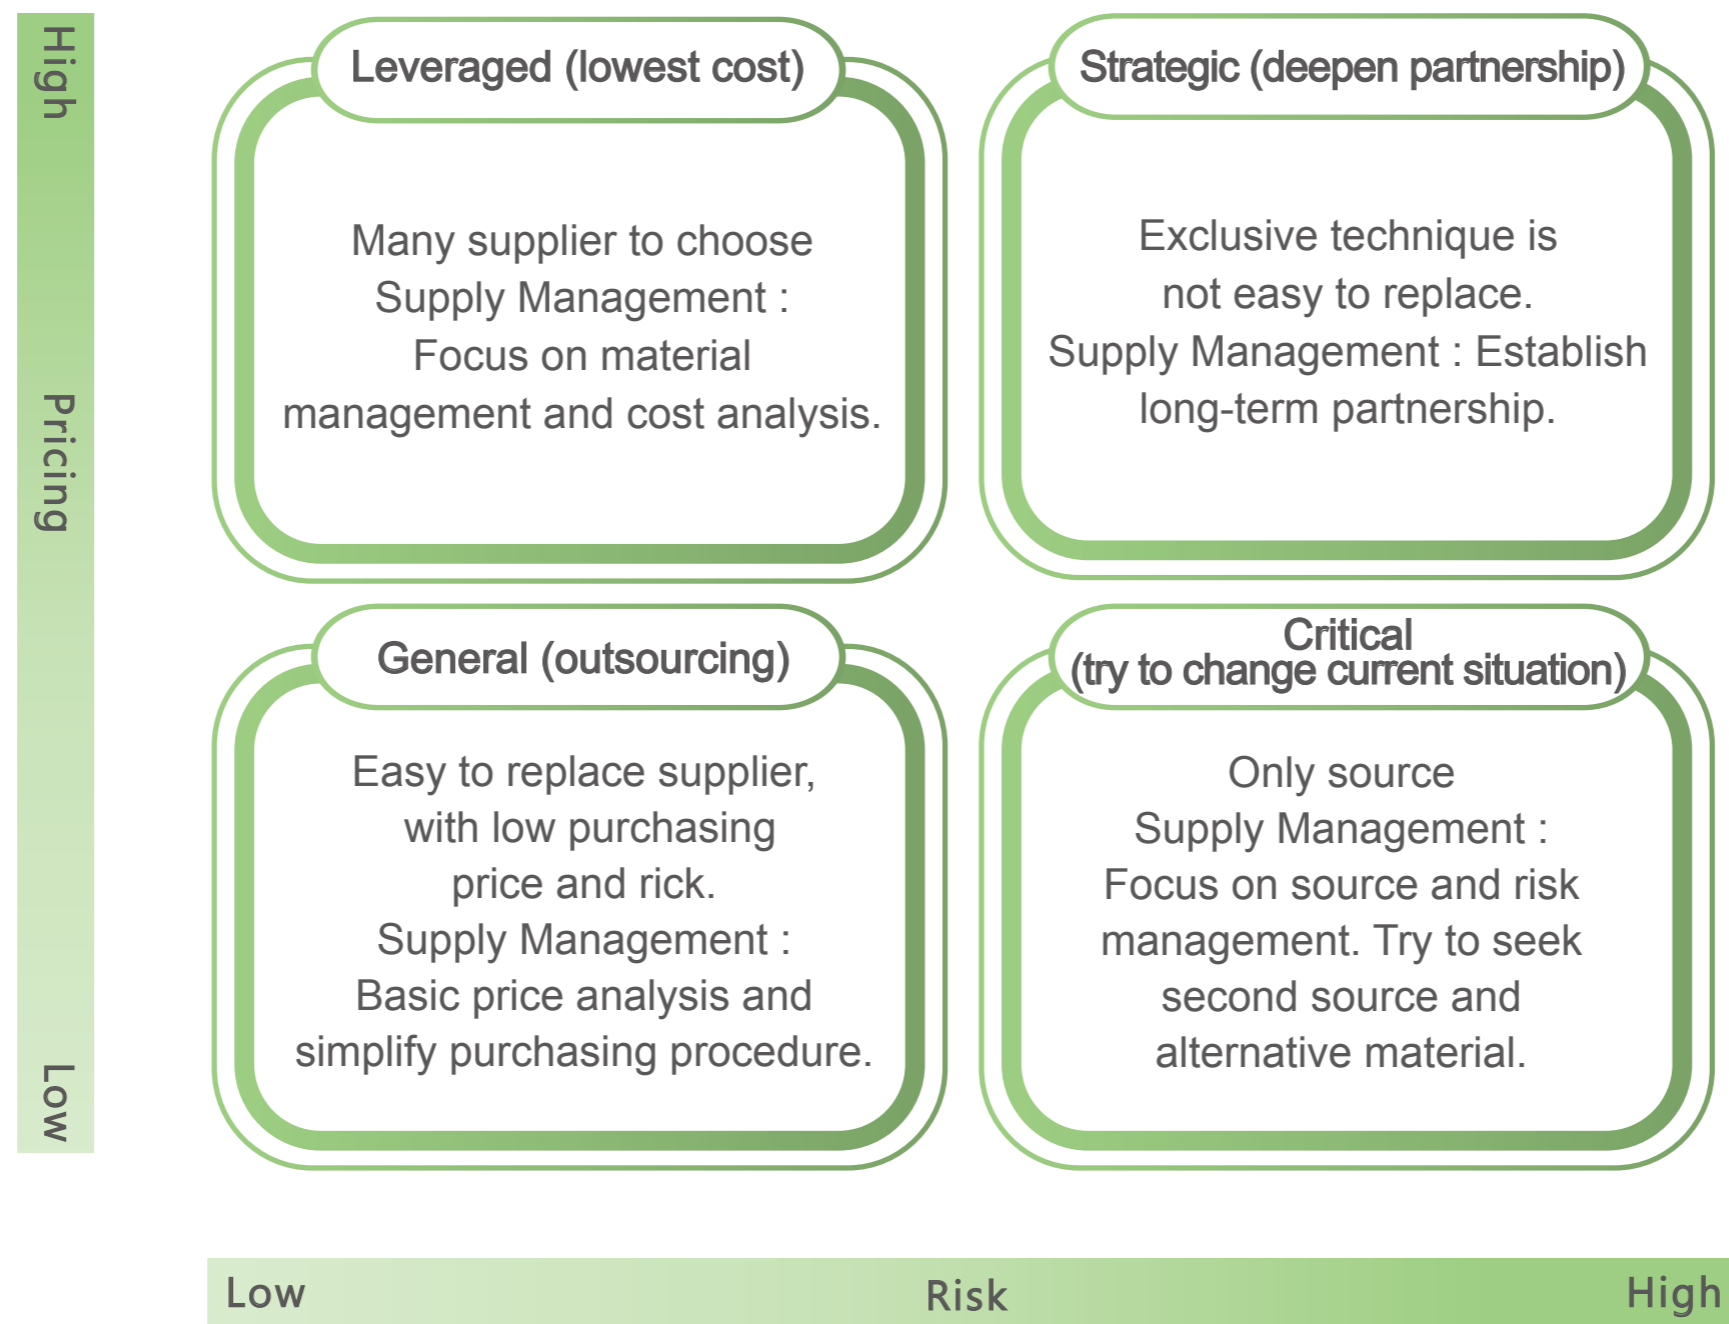 High
Pricing
Low
Leveraged (lowest cost)
Many supplier to choose
Supply Management :
Focus on material
management and cost analysis.
Strategic (deepen partnership)
Exclusive technique is
not easy to replace.
Supply Management : Establish
long-term partnership.
General (outsourcing)
Easy to replace supplier,
with low purchasing
price and rick.
Supply Management :
Basic price analysis and
simplify purchasing procedure.
Critical
(try to change current situation)
Only source
Supply Management :
Focus on source and risk
management. Try to seek
second source and
alternative material.
Low
Risk
High